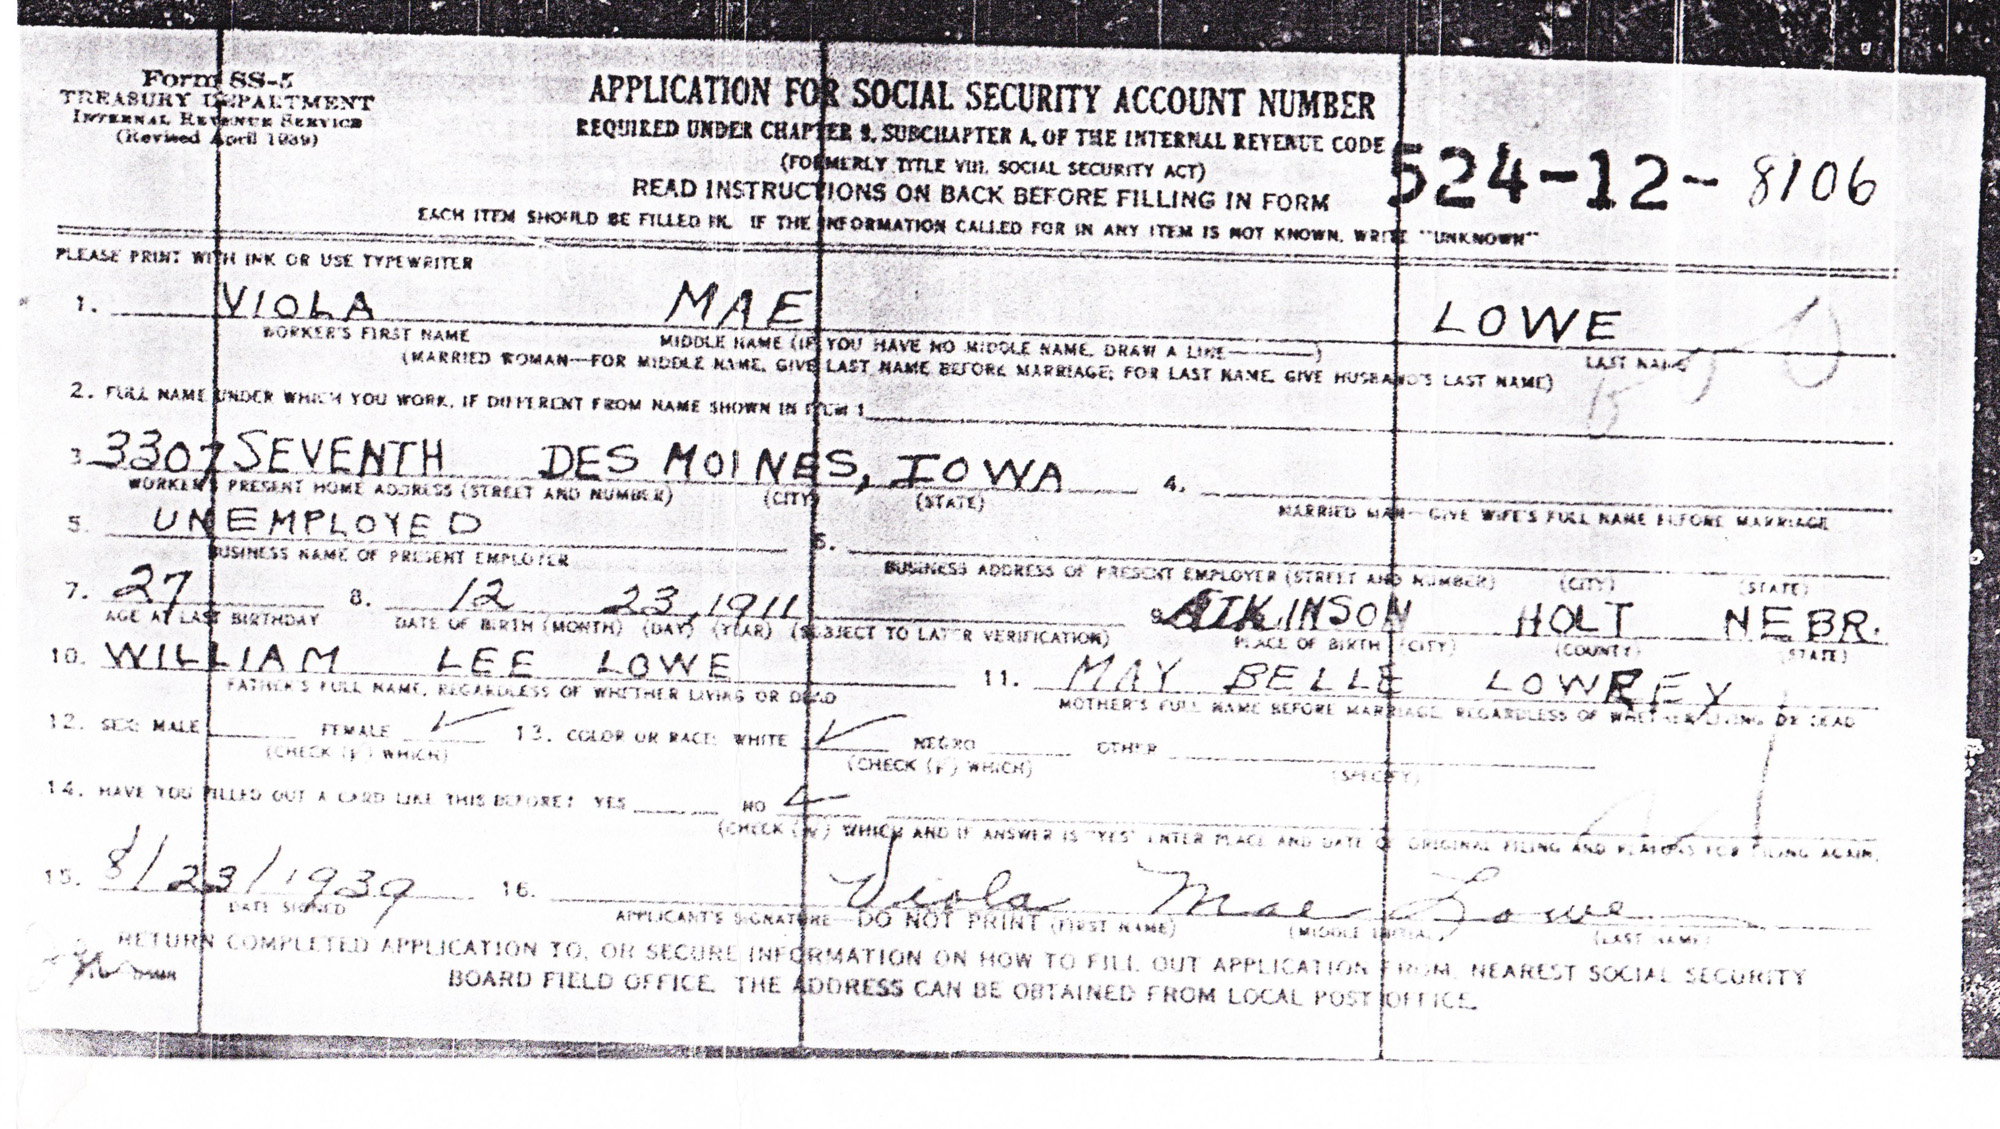 Form SS-5
TREASURY DEPARTMENT
INTERNAL REVENUE SERVICE
(Revised April 1939)
APPLICATION FOR SOCIAL SECURITY ACCOUNT NUMBER
REQUIRED UNDER CHAPTER 9, SUBCHAPTER A, OF THE INTERNAL REVENUE CODE
(FORMERLY TITLE VIII, SOCIAL SECURITY ACT)
READ INSTRUCTIONS ON BACK BEFORE FILLING IN FORM
524-12-8106
EACH ITEM SHOULD BE FILLED IN. IF THE INFORMATION CALLED FOR IN ANY ITEM IS NOT KNOWN, WRITE "UNKNOWN"
PLEASE PRINT WITH INK OR USE TYPEWRITER
1. VIOLA MAE LOWE
WORKER'S FIRST NAME MIDDLE NAME (IF YOU HAVE NO MIDDLE NAME, DRAW A LINE———) LAST NAME
(MARRIED WOMAN—FOR MIDDLE NAME, GIVE LAST NAME BEFORE MARRIAGE; FOR LAST NAME, GIVE HUSBAND'S LAST NAME)
2. FULL NAME UNDER WHICH YOU WORK, IF DIFFERENT FROM NAME SHOWN IN ITEM 1
3. 3307 SEVENTH DES MOINES, IOWA 4.
WORKER'S PRESENT HOME ADDRESS (STREET AND NUMBER) (CITY) (STATE) MARRIED MAN—GIVE WIFE'S FULL NAME BEFORE MARRIAGE
5. UNEMPLOYED 6.
BUSINESS NAME OF PRESENT EMPLOYER BUSINESS ADDRESS OF PRESENT EMPLOYER (STREET AND NUMBER) (CITY) (STATE)
7. 27 8. 12 23, 1911 9. ATKINSON HOLT NEBR.
AGE AT LAST BIRTHDAY DATE OF BIRTH (MONTH) (DAY) (YEAR) (SUBJECT TO LATER VERIFICATION) PLACE OF BIRTH (CITY) (COUNTY) (STATE)
10. WILLIAM LEE LOWE 11. MAY BELLE LOWREY
FATHER'S FULL NAME, REGARDLESS OF WHETHER LIVING OR DEAD MOTHER'S FULL NAME BEFORE MARRIAGE, REGARDLESS OF WHETHER LIVING OR DEAD
12. SEX: MALE FEMALE ✓ 13. COLOR OR RACE: WHITE ✓ NEGRO OTHER
(CHECK (✓) WHICH) (CHECK (✓) WHICH) (SPECIFY)
14. HAVE YOU FILLED OUT A CARD LIKE THIS BEFORE? YES NO ✓
(CHECK (✓) WHICH AND IF ANSWER IS "YES" ENTER PLACE AND DATE OF ORIGINAL FILING AND REASONS FOR FILING AGAIN.
15. 8/23/1939 16. Viola Mae Lowe
DATE SIGNED APPLICANT'S SIGNATURE—DO NOT PRINT (FIRST NAME) (MIDDLE INITIAL) (LAST NAME)
RETURN COMPLETED APPLICATION TO, OR SECURE INFORMATION ON HOW TO FILL OUT APPLICATION FROM, NEAREST SOCIAL SECURITY
BOARD FIELD OFFICE. THE ADDRESS CAN BE OBTAINED FROM LOCAL POST OFFICE.